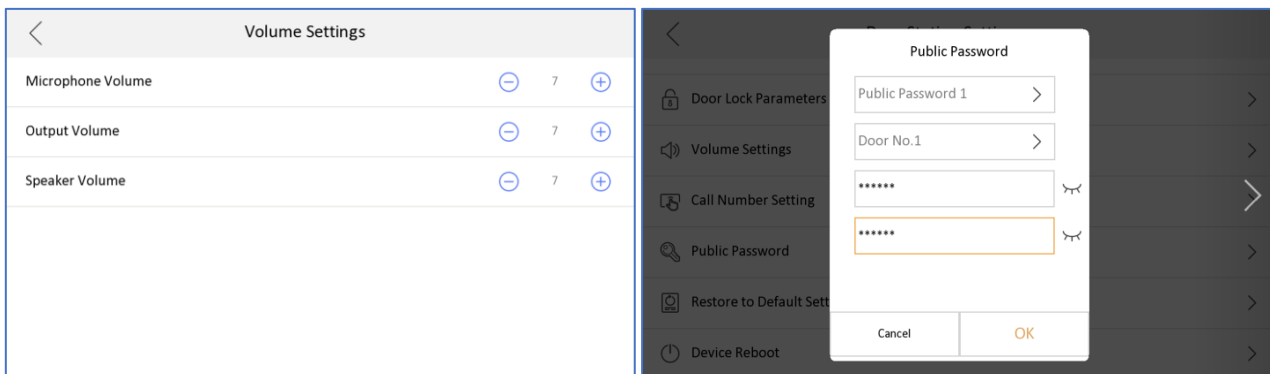 Volume Settings
Microphone Volume
7
Output Volume
7
Speaker Volume
7
Public Password
Public Password 1
Door No.1
******
******
Cancel
OK
Door Lock Parameters
Volume Settings
Call Number Setting
Public Password
Restore to Default Sett
Device Reboot